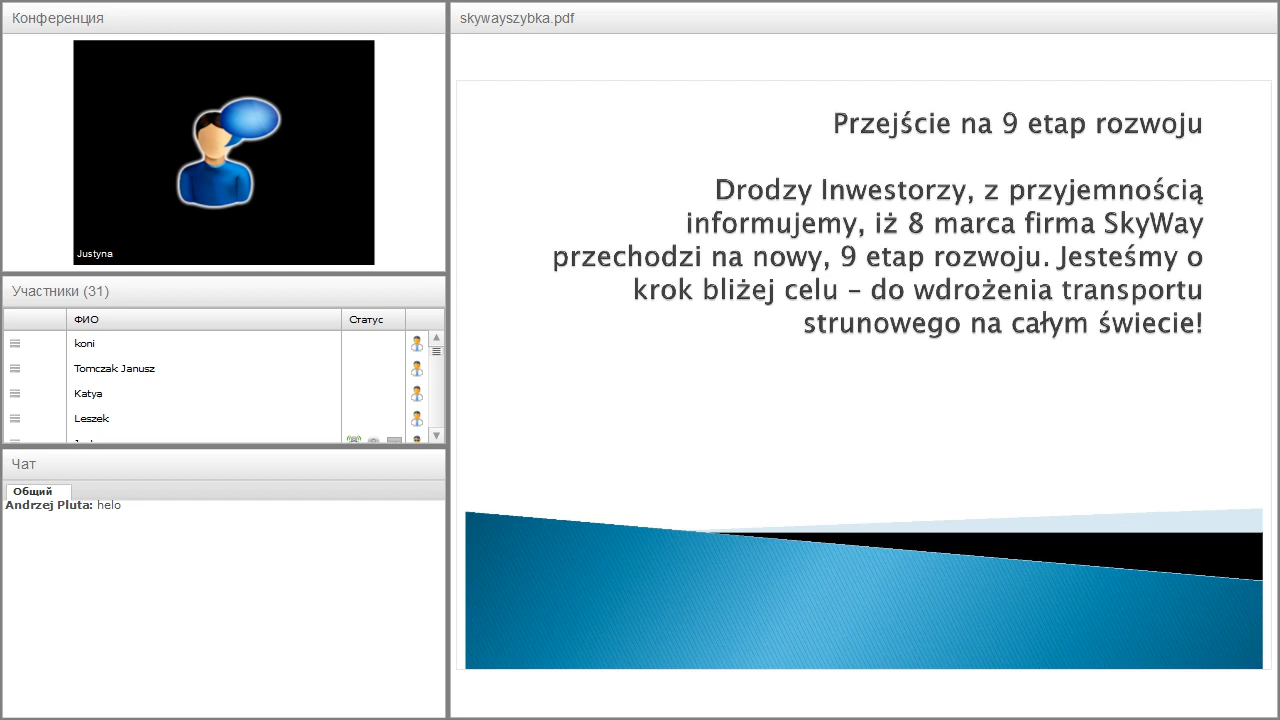 Конференция
Justyna
Участники (31)
ФИО Статус
koni
Tomczak Janusz
Katya
Leszek
Чат
Общий
Andrzej Pluta: helo
skywayszybka.pdf
Przejście na 9 etap rozwoju
Drodzy Inwestorzy, z przyjemnością
informujemy, iż 8 marca firma SkyWay
przechodzi na nowy, 9 etap rozwoju. Jesteśmy o
krok bliżej celu – do wdrożenia transportu
strunowego na całym świecie!